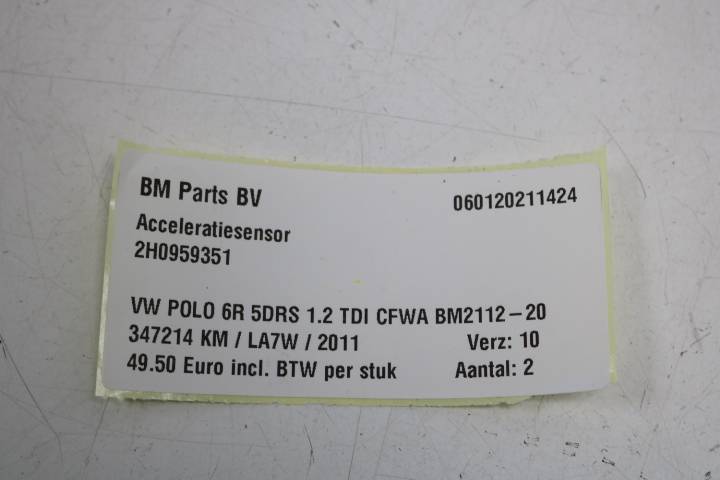 BM Parts BV 060120211424
Acceleratiesensor
2H0959351
VW POLO 6R 5DRS 1.2 TDI CFWA BM2112-20
347214 KM / LA7W / 2011 Verz: 10
49.50 Euro incl. BTW per stuk Aantal: 2